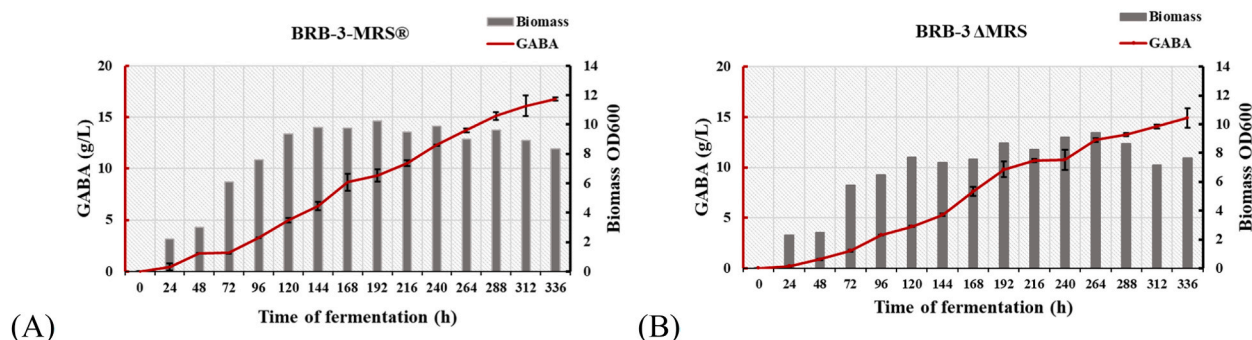 BRB-3-MRS®
Biomass
GABA
GABA (g/L)
20
15
10
5
0
14
12
10
8
6
4
2
0
Biomass OD600
0 24 48 72 96 120 144 168 192 216 240 264 288 312 336
Time of fermentation (h)
(A)
BRB-3 ΔMRS
Biomass
GABA
GABA (g/L)
20
15
10
5
0
14
12
10
8
6
4
2
0
Biomass OD600
0 24 48 72 96 120 144 168 192 216 240 264 288 312 336
Time of fermentation (h)
(B)